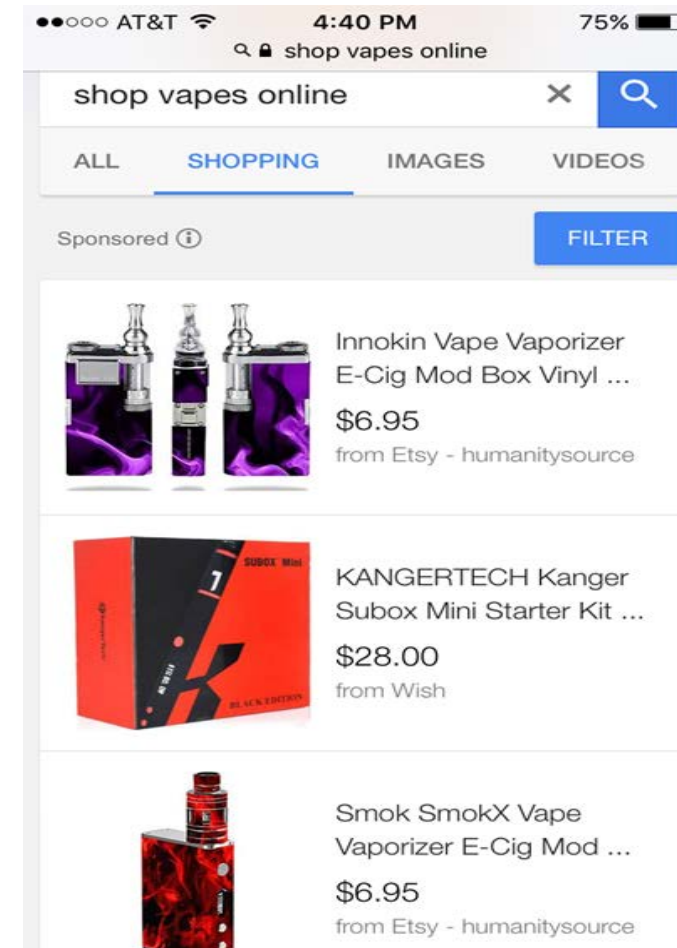 AT&T 4:40 PM 75%
shop vapes online
shop vapes online
ALL SHOPPING IMAGES VIDEOS
Sponsored
FILTER
Innokin Vape Vaporizer
E-Cig Mod Box Vinyl ...
$6.95
from Etsy - humanitysource
SUBOX Mini
1
BLACK EDITION
KANGERTECH Kanger
Subox Mini Starter Kit ...
$28.00
from Wish
Smok SmokX Vape
Vaporizer E-Cig Mod ...
$6.95
from Etsy - humanitysource